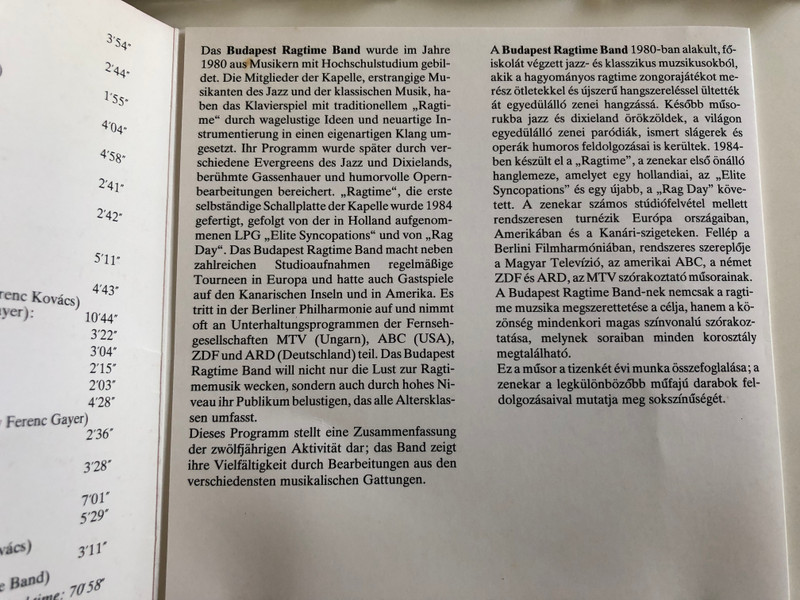 3'54"
2'44"
1'55"
4'04"
4'58"
2'41"
2'42"
5'11"
4'43"
Kovács)
10'44"
3'22"
3'04"
2'15"
2'03"
4'28"
Ferenc Gayer)
2'36"
3'28"
7'01"
5'29"
3'11"
Band)
70'58"
Das Budapest Ragtime Band wurde im Jahre
1980 aus Musikern mit Hochschulstudium gebil-
det. Die Mitglieder der Kapelle, erstrangige Mu-
sikanten des Jazz und der klassischen Musik, ha-
ben das Klavierspiel mit traditionellem „Ragti-
me“ durch wagelustige Ideen und neuartige In-
strumentierung in einen eigenartigen Klang um-
gesetzt. Ihr Programm wurde später durch ver-
schiedene Evergreens des Jazz und Dixielands,
berühmte Gassenhauer und humorvolle Opern-
bearbeitungen bereichert. „Ragtime“, die erste
selbständige Schallplatte der Kapelle wurde 1984
gefertigt, gefolgt von der in Holland aufgenom-
menen LPG „Elite Syncopations“ und von „Rag
Day“. Das Budapest Ragtime Band macht neben
zahlreichen Studioaufnahmen regelmäßige
Tourneen in Europa und hatte auch Gastspiele
auf den Kanarischen Inseln und in Amerika. Es
tritt in der Berliner Philharmonie auf und nimmt
oft an Unterhaltungsprogrammen der Fernseh-
gesellschaften MTV (Ungarn), ABC (USA),
ZDF und ARD (Deutschland) teil. Das Budapest
Ragtime Band will nicht nur die Lust zur Ragti-
memusik wecken, sondern auch durch hohes Ni-
veau ihr Publikum belustigen, das alle Altersklas-
sen umfasst.
Dieses Programm stellt eine Zusammenfassung
der zwölfjährigen Aktivität dar; das Band zeigt
ihre Vielfältigkeit durch Bearbeitungen aus den
verschiedensten musikalischen Gattungen.
A Budapest Ragtime Band 1980-ban alakult, fő-
iskolát végzett jazz- és klasszikus muzsikusokból,
akik a hagyományos ragtime zongorajátékot me-
rész ötletekkel és újszerű hangszereléssel ültették
át egyedülálló zenei hangzássá. Később műso-
rukba jazz és dixieland örökzöldek, a világon
egyedülálló zenei paródiák, ismert slágerek és
operák humoros feldolgozásai is kerültek. 1984-
ben készült el a „Ragtime”, a zenekar első önálló
hanglemeze, amelyet egy hollandiai, az „Elite
Syncopations” és egy újabb, a „Rag Day” köve-
tett. A zenekar számos stúdiófelvétel mellett
rendszeresen turnézik Európa országaiban,
Amerikában és a Kanári-szigeteken. Fellép a
Berlini Filmharmóniában, rendszeres szereplője
a Magyar Televízió, az amerikai ABC, a német
ZDF és ARD, az MTV szórakoztató műsorainak.
A Budapest Ragtime Band-nek nemcsak a ragti-
me muzsika megszerettetése a célja, hanem a kö-
zönség mindenkori magas színvonalú szórakoz-
tatása, melynek soraiban minden korosztály
megtalálható.
Ez a műsor a tizenkét évi munka összefoglalása; a
zenekar a legkülönbözőbb műfajú darabok fel-
dolgozásaival mutatja meg sokszínűségét.